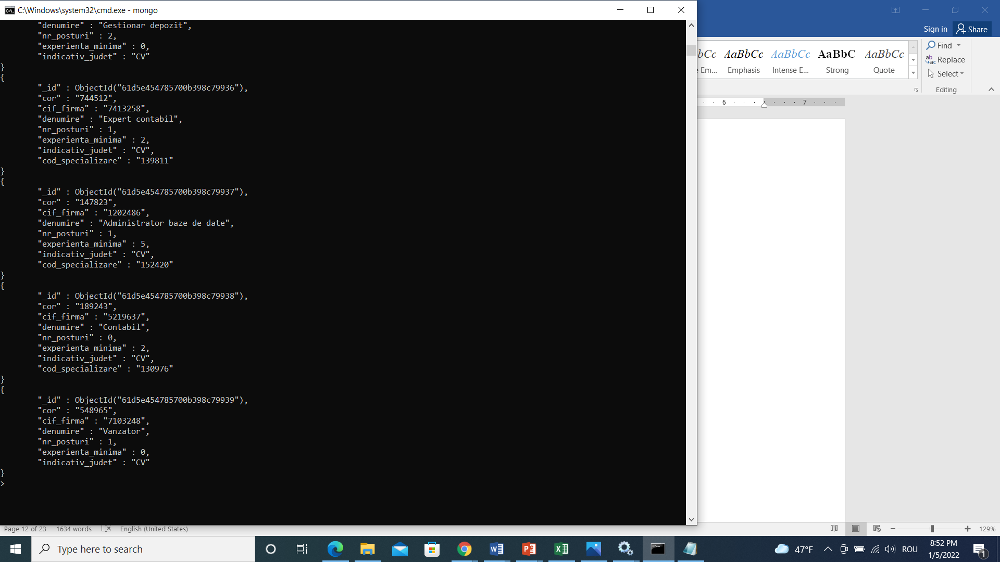 C:\Windows\system32\cmd.exe - mongo
"denumire" : "Gestionar depozit",
"nr_posturi" : 2,
"experienta_minima" : 0,
"indicativ_judet" : "CV"
}
{
"_id" : ObjectId("61d5e454785700b398c79936"),
"cor" : "744512",
"cif_firma" : "7413258",
"denumire" : "Expert contabil",
"nr_posturi" : 1,
"experienta_minima" : 2,
"indicativ_judet" : "CV",
"cod_specializare" : "139811"
}
{
"_id" : ObjectId("61d5e454785700b398c79937"),
"cor" : "147823",
"cif_firma" : "1202486",
"denumire" : "Administrator baze de date",
"nr_posturi" : 1,
"experienta_minima" : 5,
"indicativ_judet" : "CV",
"cod_specializare" : "152420"
}
{
"_id" : ObjectId("61d5e454785700b398c79938"),
"cor" : "189243",
"cif_firma" : "5219637",
"denumire" : "Contabil",
"nr_posturi" : 0,
"experienta_minima" : 2,
"indicativ_judet" : "CV",
"cod_specializare" : "130976"
}
{
"_id" : ObjectId("61d5e454785700b398c79939"),
"cor" : "548965",
"cif_firma" : "7103248",
"denumire" : "Vanzator",
"nr_posturi" : 1,
"experienta_minima" : 0,
"indicativ_judet" : "CV"
}
>
Sign in Share
AaBbCc AaBbCc AaBbC AaBbCc
Em... Emphasis Intense E... Strong Quote
Find
Replace
Select
Editing
6 7
Page 12 of 23 1634 words English (United States) 129%
Type here to search
47°F ROU 8:52 PM
1/5/2022
1